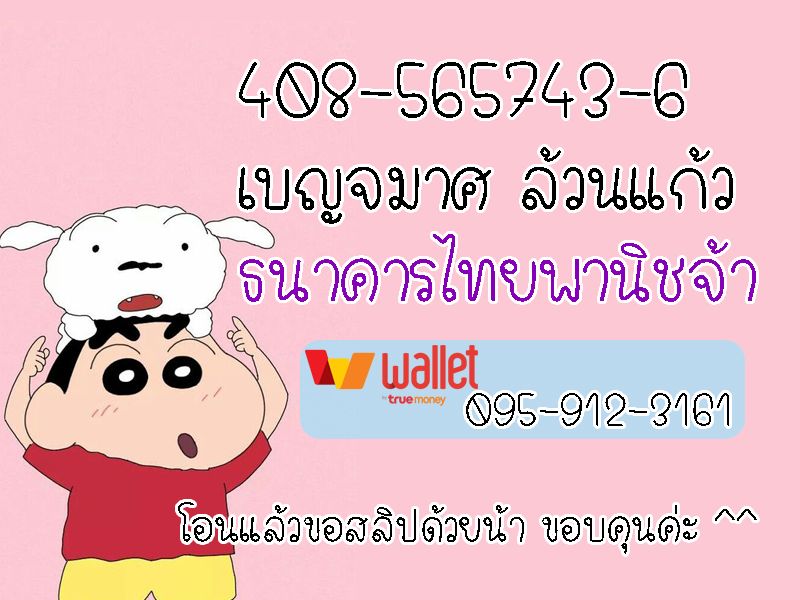 408-565743-6
เบญจมาศ ล้วนแก้ว
ธนาคารไทยพานิชจ้า
wallet
by truemoney
095-912-3161
โอนแล้วขอสลิปด้วยน้า ขอบคุนค่ะ ^^